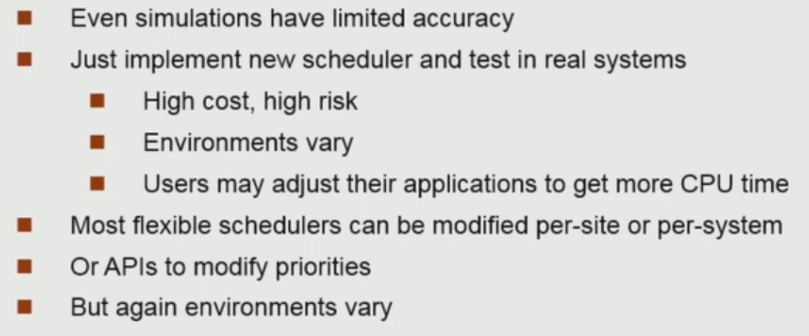 Even simulations have limited accuracy
Just implement new scheduler and test in real systems
High cost, high risk
Environments vary
Users may adjust their applications to get more CPU time
Most flexible schedulers can be modified per-site or per-system
Or APIs to modify priorities
But again environments vary